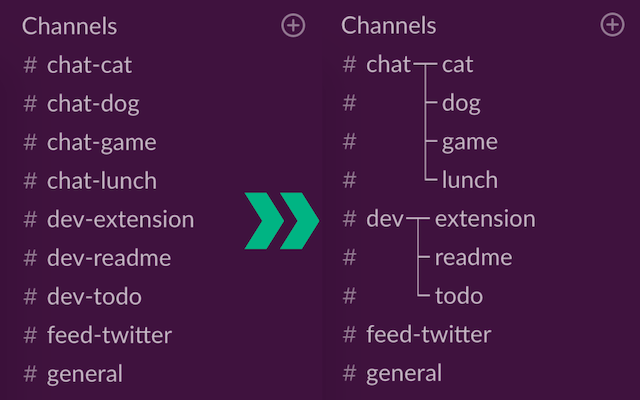 Channels
# chat-cat
# chat-dog
# chat-game
# chat-lunch
# dev-extension
# dev-readme
# dev-todo
# feed-twitter
# general
Channels
# chat cat
# dog
# game
# lunch
# dev extension
# readme
# todo
# feed-twitter
# general